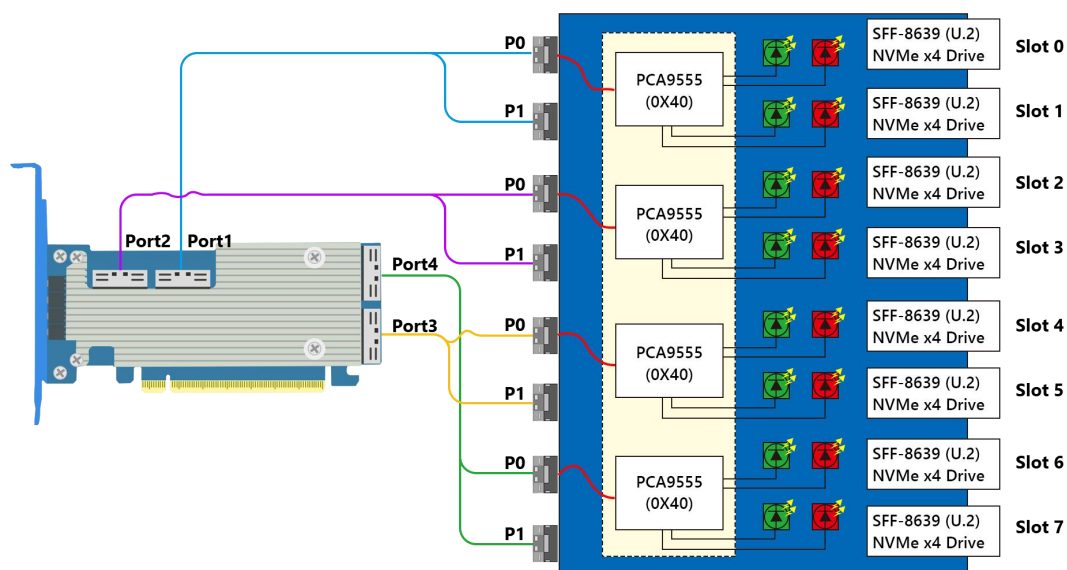 P0
PCA9555
(0X40)
SFF-8639 (U.2)
NVMe x4 Drive
Slot 0
P1
SFF-8639 (U.2)
NVMe x4 Drive
Slot 1
P0
PCA9555
(0X40)
SFF-8639 (U.2)
NVMe x4 Drive
Slot 2
Port2
Port1
P1
SFF-8639 (U.2)
NVMe x4 Drive
Slot 3
Port4
Port3
P0
PCA9555
(0X40)
SFF-8639 (U.2)
NVMe x4 Drive
Slot 4
P1
SFF-8639 (U.2)
NVMe x4 Drive
Slot 5
P0
PCA9555
(0X40)
SFF-8639 (U.2)
NVMe x4 Drive
Slot 6
P1
SFF-8639 (U.2)
NVMe x4 Drive
Slot 7